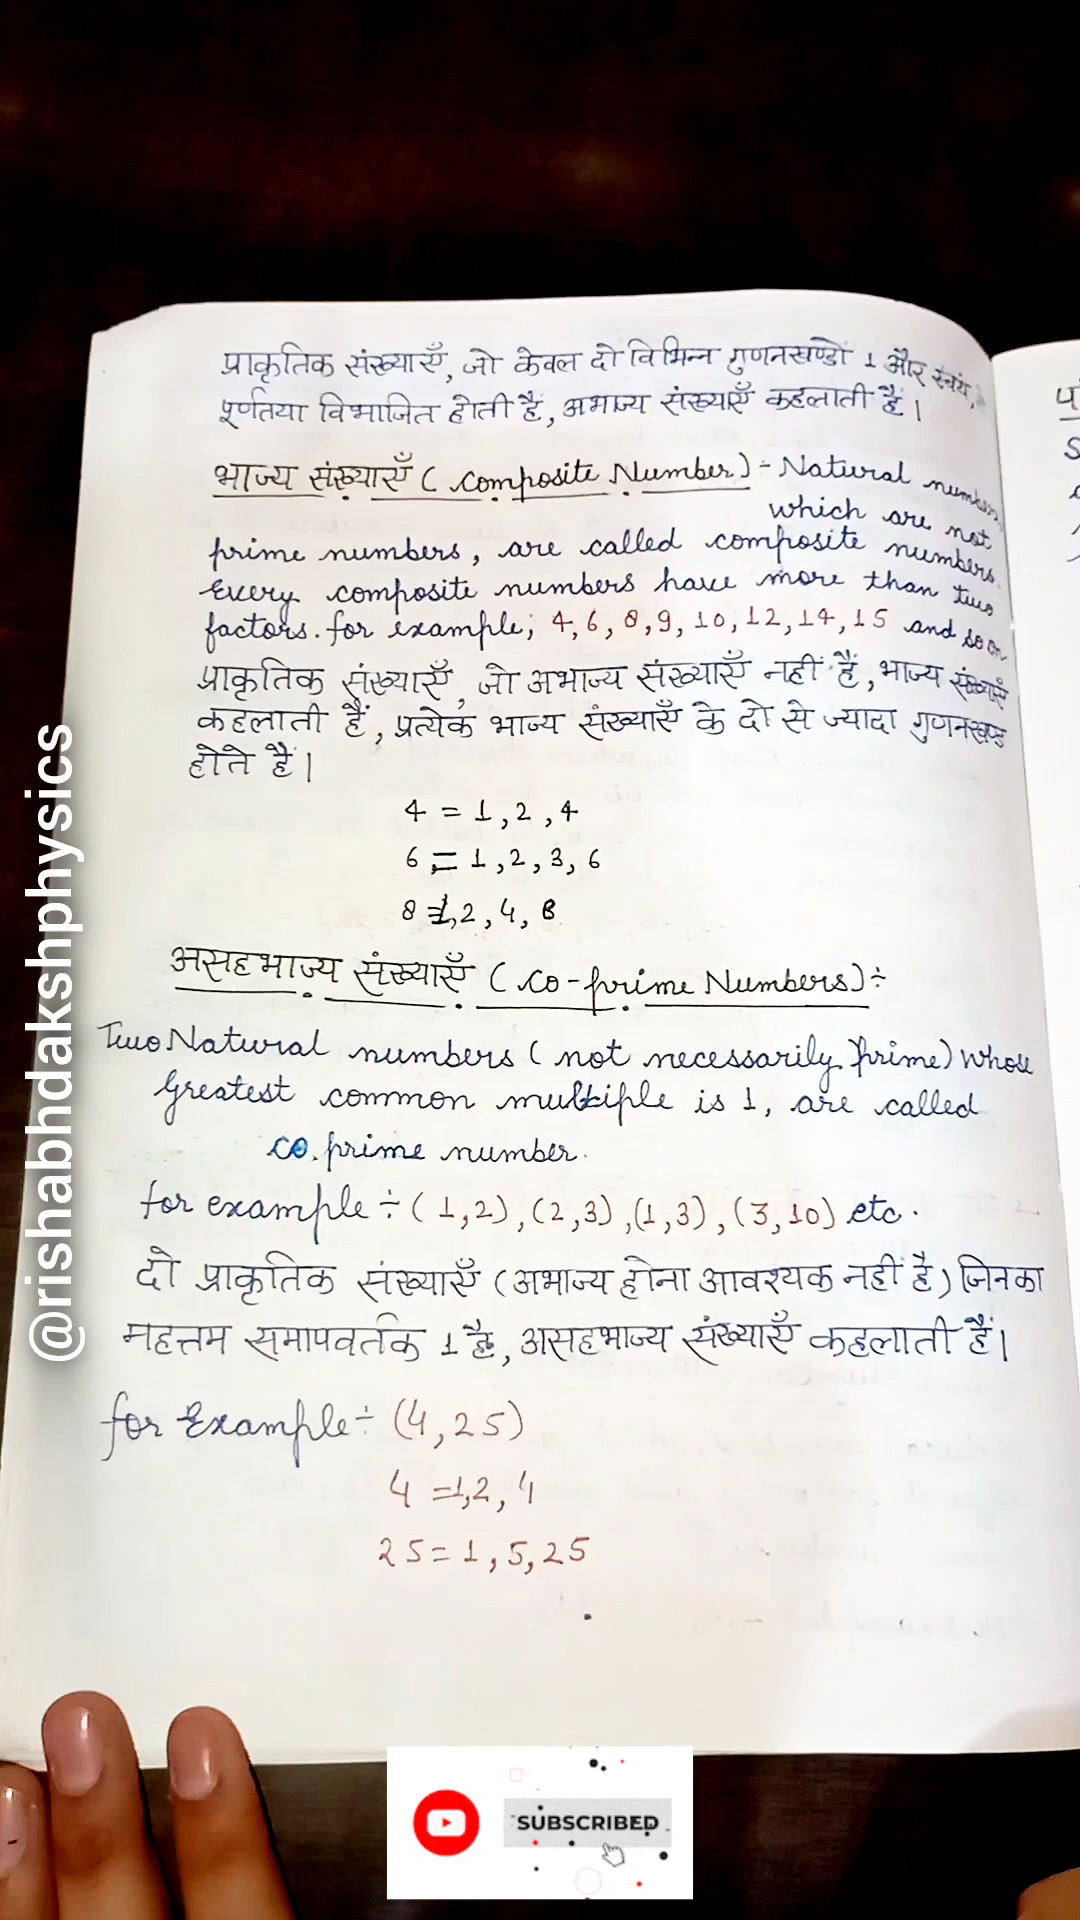 प्राकृतिक संख्याएँ, जो केवल दो विभिन्न गुणनखण्डों 1 और स्वयं,
पूर्णतया विभाजित होती हैं, अभाज्य संख्याएँ कहलाती हैं।
भाज्य संख्याएँ ( composite Number ) ÷ Natural numbers
which are not
prime numbers, are called composite numbers.
Every composite numbers have more than two
factors. for example; 4, 6, 8, 9, 10, 12, 14, 15 and so on
प्राकृतिक संख्याएँ, जो अभाज्य संख्याएँ नहीं हैं, भाज्य संख्याएँ
कहलाती हैं, प्रत्येक भाज्य संख्याएँ के दो से ज्यादा गुणनखण्ड
होते हैं।
4 = 1, 2, 4
6 = 1, 2, 3, 6
8 = 1, 2, 4, 8
असहभाज्य संख्याएँ ( Co-prime Numbers ) ÷
Two Natural numbers ( not necessarily prime) whose
Greatest common multiple is 1, are called
co.prime number.
for example ÷ ( 1, 2 ), (2, 3), (1, 3), (3, 10) etc.
दो प्राकृतिक संख्याएँ (अभाज्य होना आवश्यक नहीं है) जिनका
महत्तम समापवर्तक 1 है, असहभाज्य संख्याएँ कहलाती हैं।
for Example ÷ (4, 25)
4 = 1, 2, 4
25 = 1, 5, 25
@rishabhdakshphysics
SUBSCRIBED